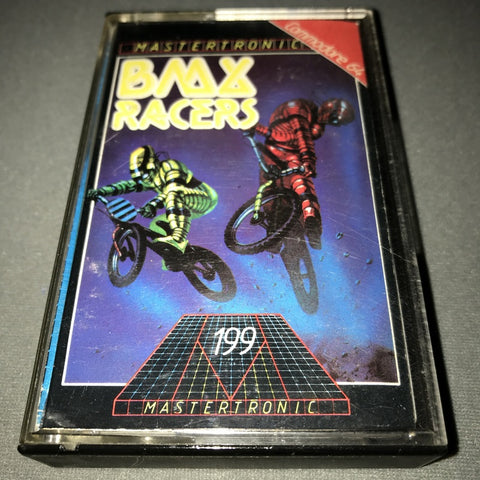 MASTERTRONIC
Commodore 64
BMX
RACERS
199
MASTERTRONIC